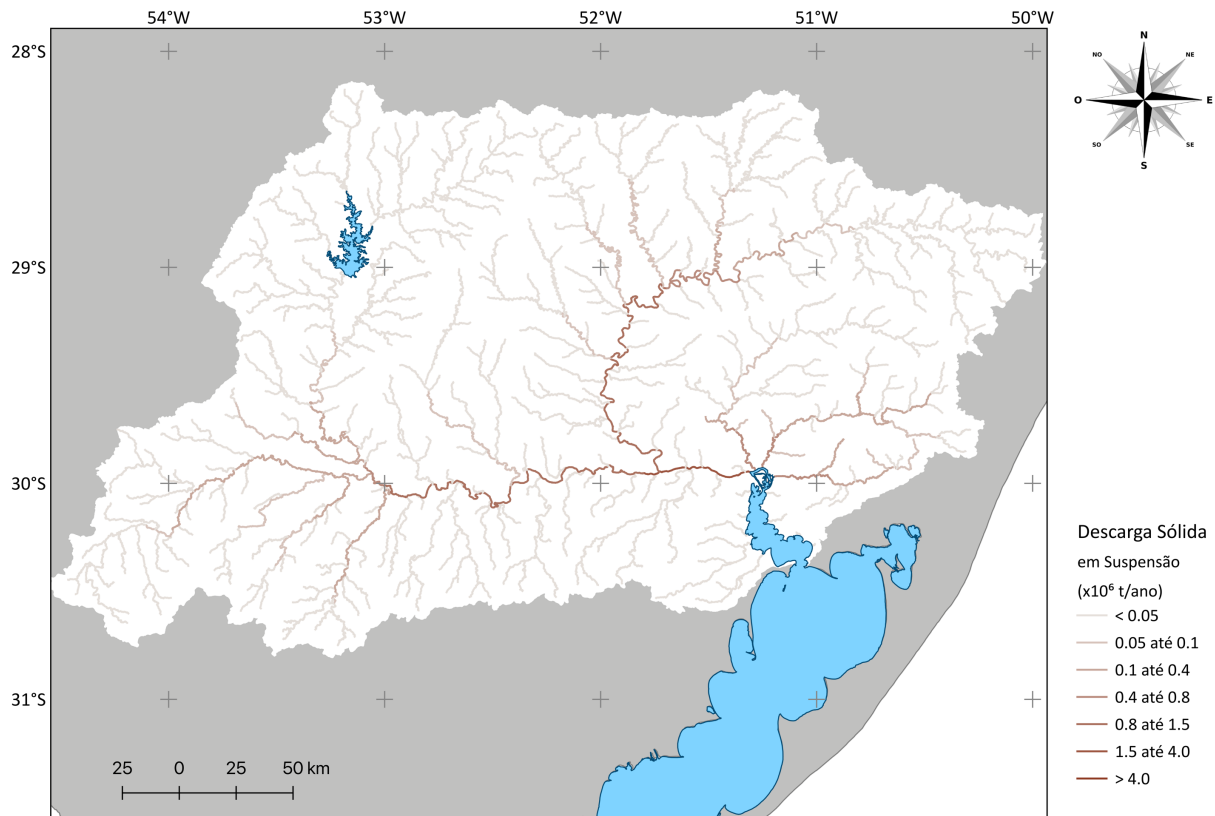 54°W 53°W 52°W 51°W 50°W
28°S
29°S
30°S
31°S
N
NO NE
O E
SO SE
S
25 0 25 50 km
Descarga Sólida
em Suspensão
(x10⁶ t/ano)
< 0.05
0.05 até 0.1
0.1 até 0.4
0.4 até 0.8
0.8 até 1.5
1.5 até 4.0
> 4.0